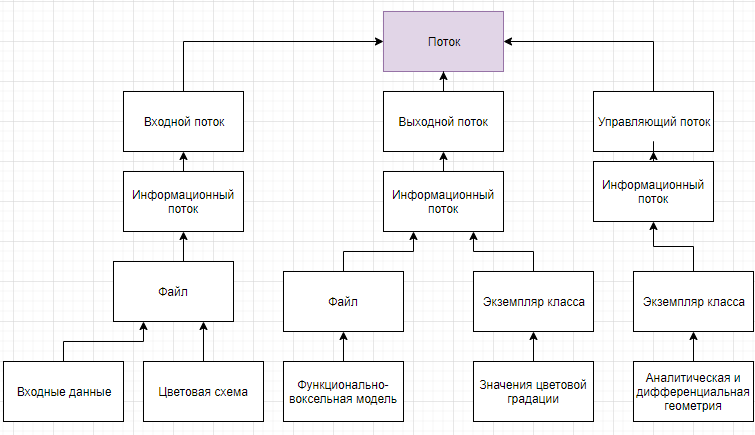 Поток
Входной поток
Выходной поток
Управляющий поток
Информационный
поток
Информационный
поток
Информационный
поток
Файл
Файл
Экземпляр класса
Экземпляр класса
Входные данные
Цветовая схема
Функционально-
воксельная модель
Значения цветовой
градации
Аналитическая и
дифференциальная
геометрия